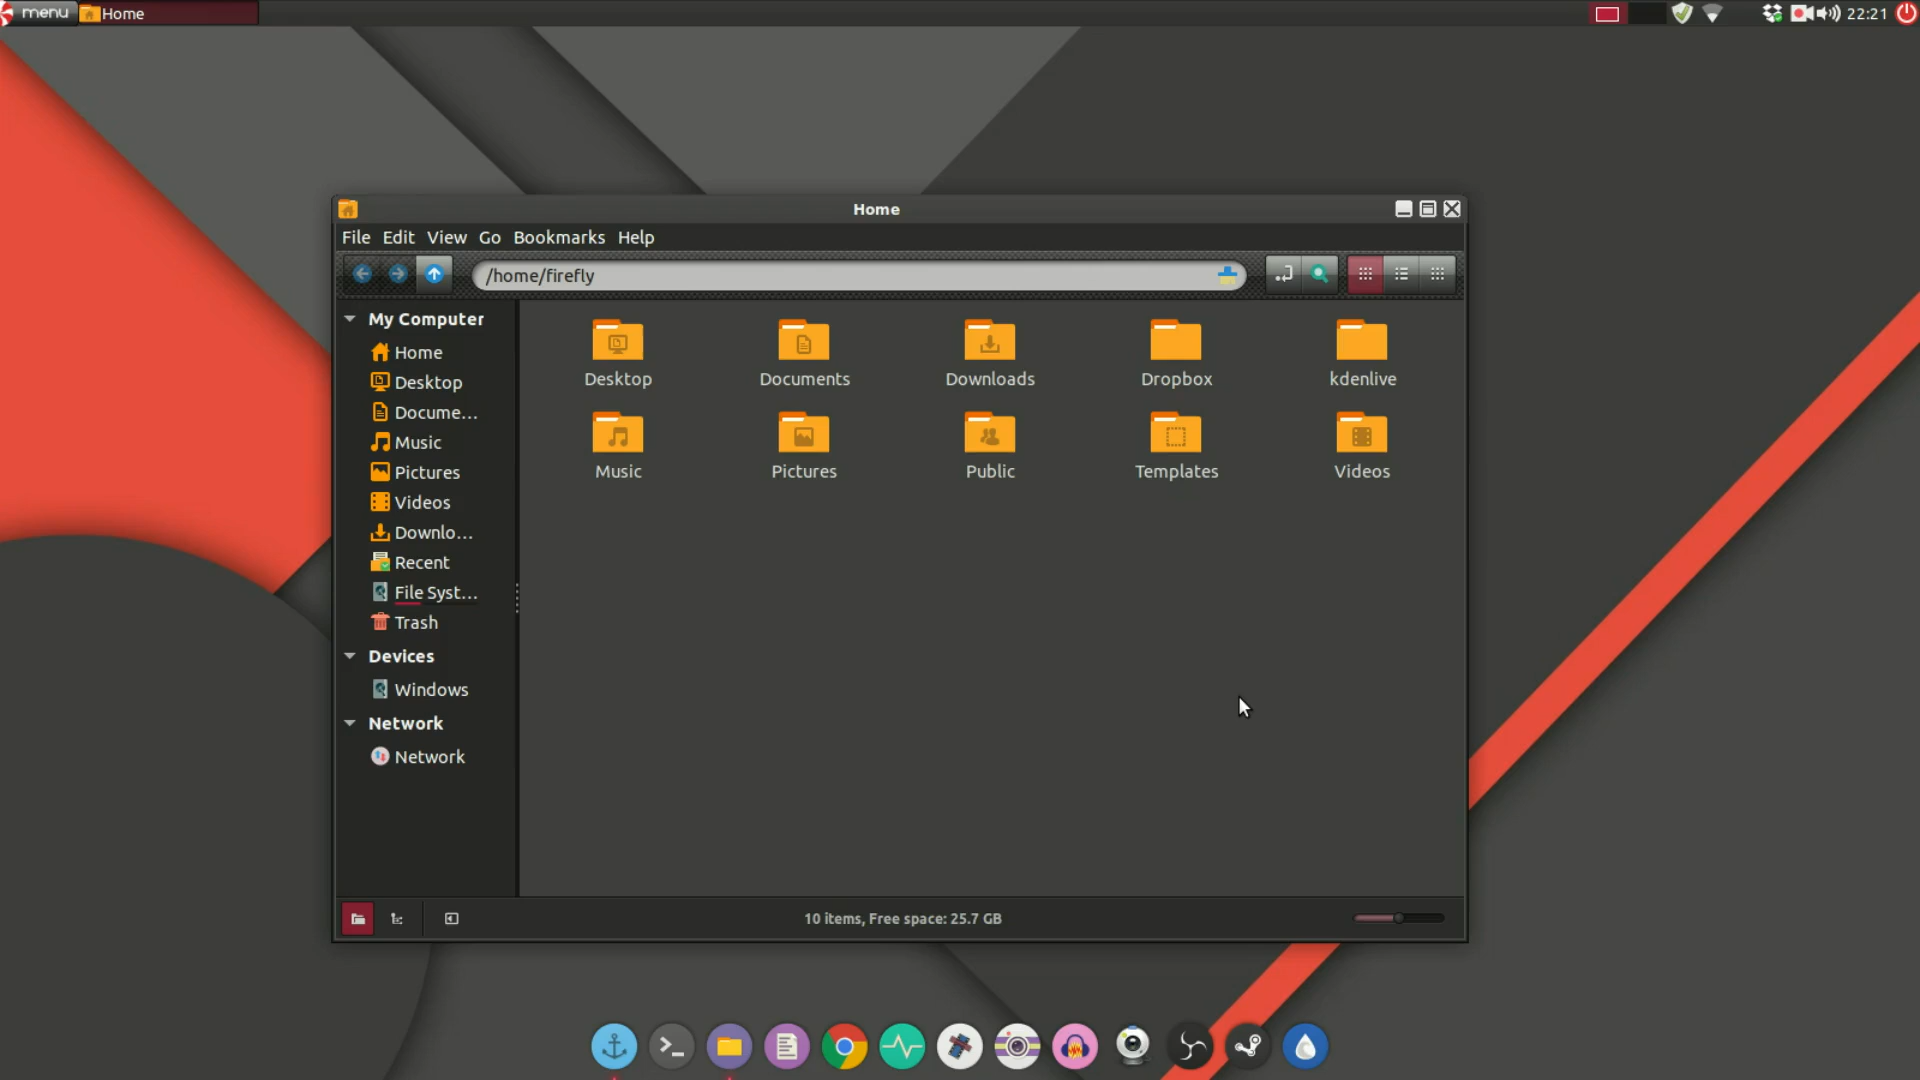 menu Home 22:21
Home
File Edit View Go Bookmarks Help
/home/firefly
My Computer
Home
Desktop
Docume...
Music
Pictures
Videos
Downlo...
Recent
File Syst...
Trash
Devices
Windows
Network
Network
Desktop Documents Downloads Dropbox kdenlive
Music Pictures Public Templates Videos
10 items, Free space: 25.7 GB